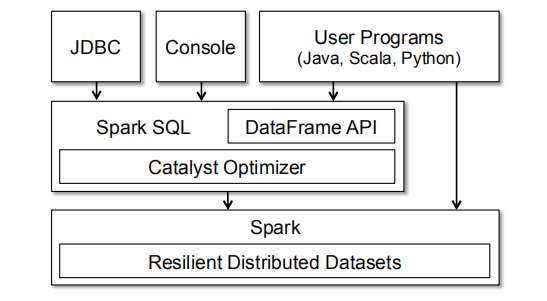 JDBC
Console
User Programs
(Java, Scala, Python)
Spark SQL
DataFrame API
Catalyst Optimizer
Spark
Resilient Distributed Datasets